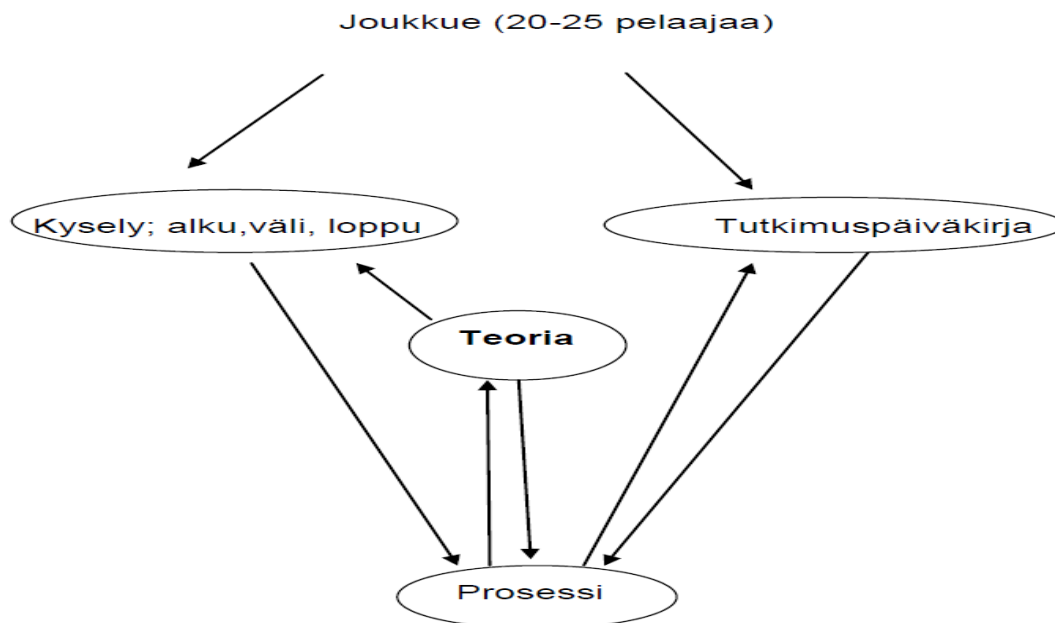 Joukkue (20-25 pelaajaa)
Kysely; alku,väli, loppu
Tutkimuspäiväkirja
Teoria
Prosessi